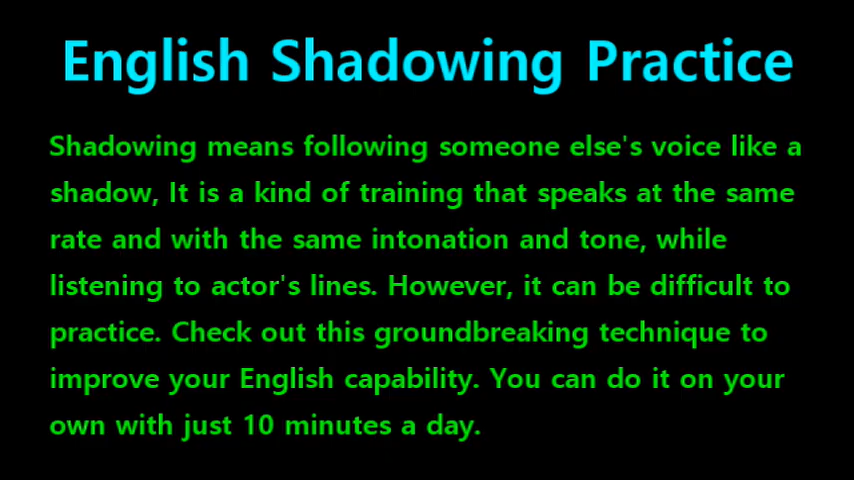 English Shadowing Practice
Shadowing means following someone else's voice like a
shadow, It is a kind of training that speaks at the same
rate and with the same intonation and tone, while
listening to actor's lines. However, it can be difficult to
practice. Check out this groundbreaking technique to
improve your English capability. You can do it on your
own with just 10 minutes a day.